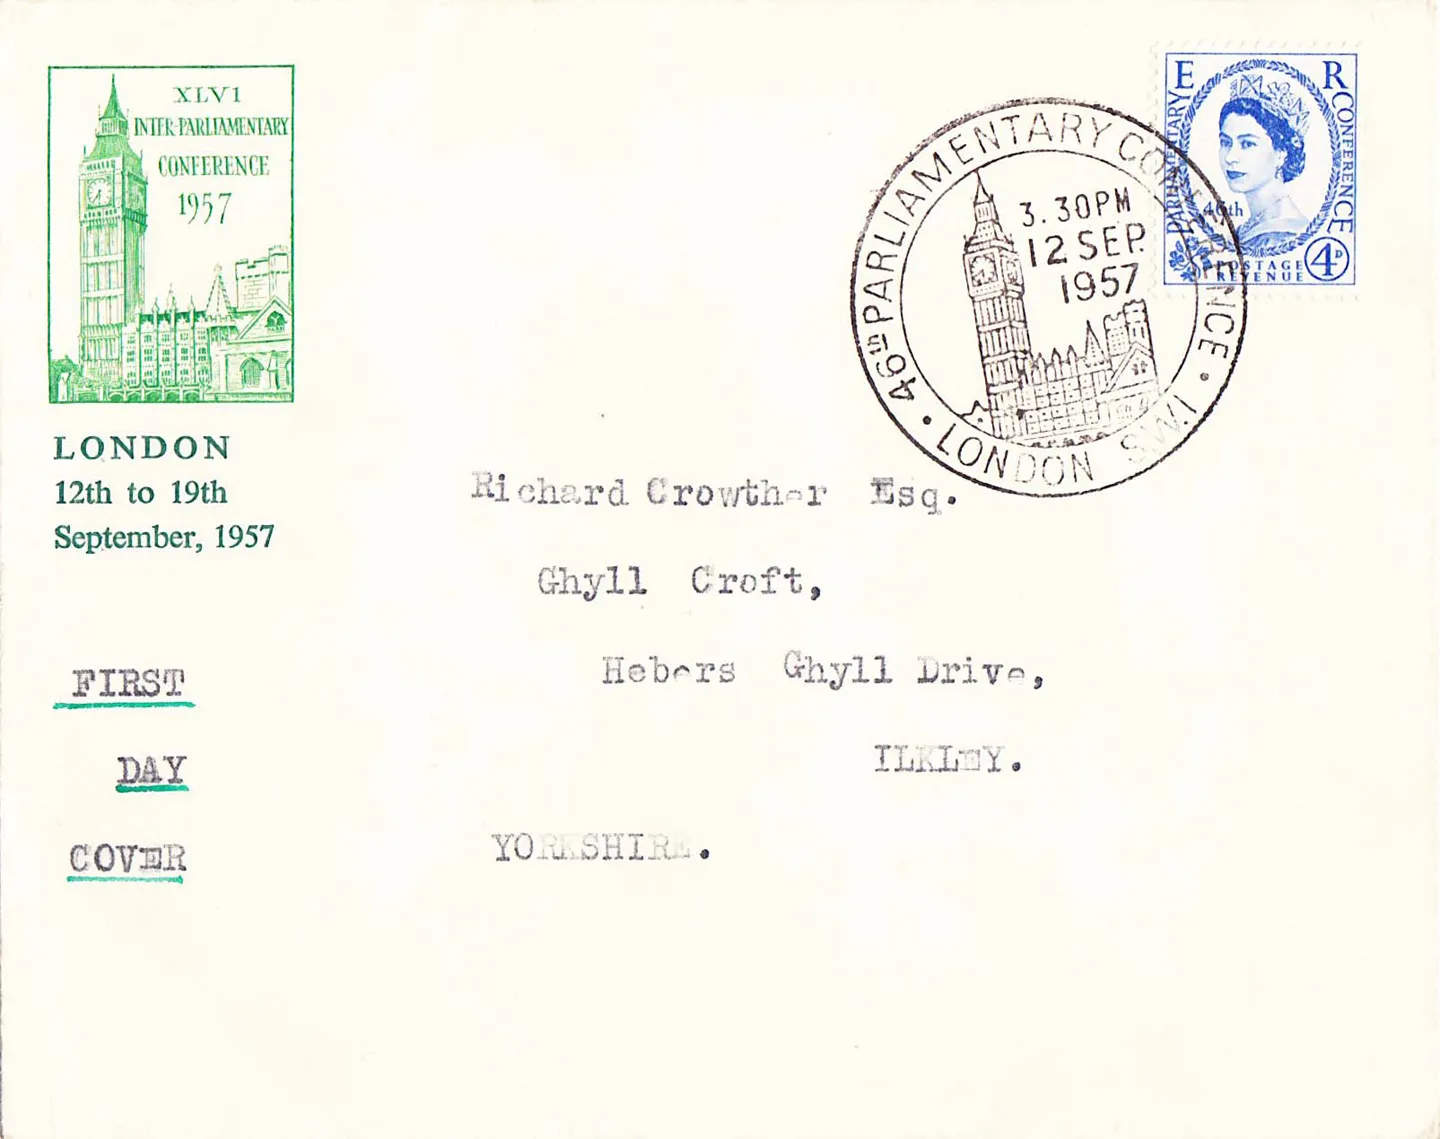 XLVI
INTER-PARLIAMENTARY
CONFERENCE
1957
LONDON
12th to 19th
September, 1957
FIRST
DAY
COVER
46th PARLIAMENTARY CONFERENCE
3.30PM
12 SEP.
1957
LONDON S.W.1.
E R
PARLIAMENTARY
CONFERENCE
46th
POSTAGE
REVENUE
4D
Richard Crowther Esq.
Ghyll Croft,
Hebers Ghyll Drive,
ILKLEY.
YORKSHIRE.